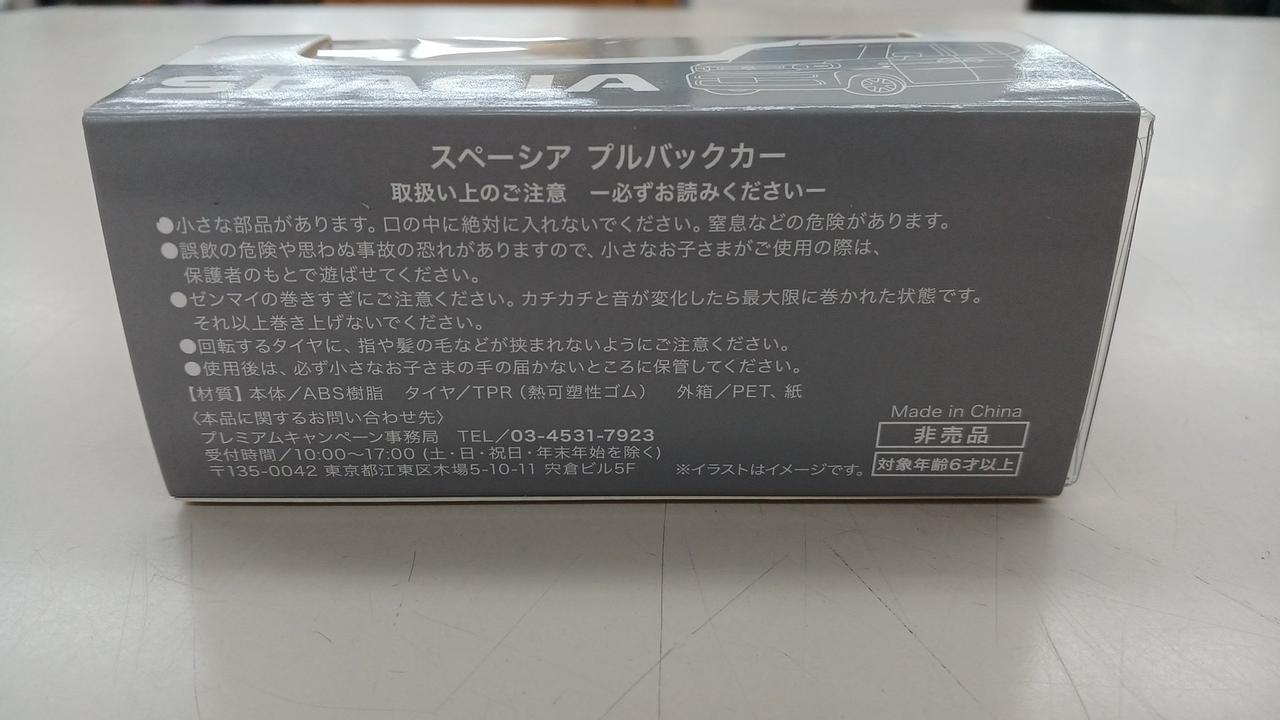 SPACIA
スペーシア プルバックカー
取扱い上のご注意 ー必ずお読みくださいー
●小さな部品があります。口の中に絶対に入れないでください。窒息などの危険があります。
●誤飲の危険や思わぬ事故の恐れがありますので、小さなお子さまがご使用の際は、
保護者のもとで遊ばせてください。
●ゼンマイの巻きすぎにご注意ください。カチカチと音が変化したら最大限に巻かれた状態です。
それ以上巻き上げないでください。
●回転するタイヤに、指や髪の毛などが挟まれないようにご注意ください。
●使用後は、必ず小さなお子さまの手の届かないところに保管してください。
【材質】本体／ABS樹脂 タイヤ／TPR（熱可塑性ゴム） 外箱／PET、紙
〈本品に関するお問い合わせ先〉
プレミアムキャンペーン事務局 TEL／03-4531-7923
受付時間／10:00〜17:00 (土・日・祝日・年末年始を除く)
〒135-0042 東京都江東区木場5-10-11 宍倉ビル5F
※イラストはイメージです。
Made in China
非売品
対象年齢6才以上